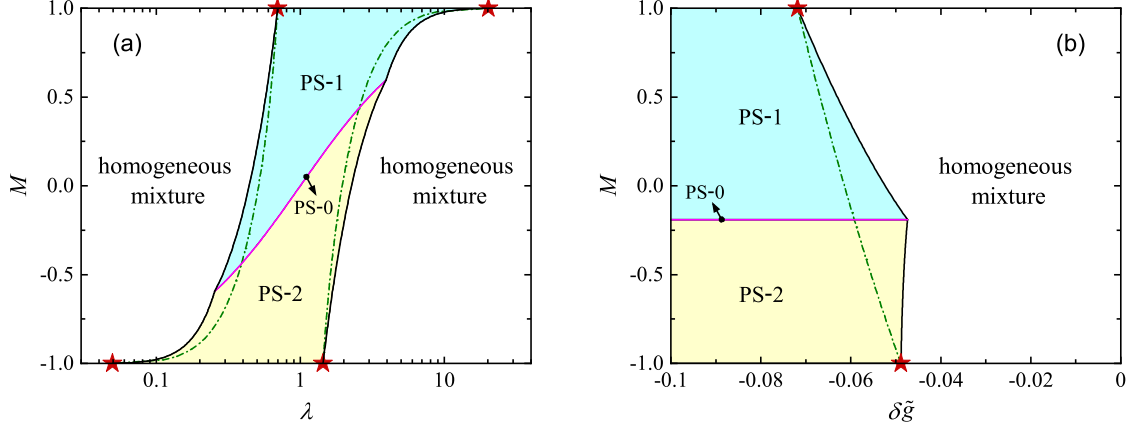 (a)
M
1.0
0.5
0.0
-0.5
-1.0
homogeneous
mixture
PS-1
PS-0
PS-2
homogeneous
mixture
0.1
1
10
λ
(b)
M
1.0
0.5
0.0
-0.5
-1.0
PS-1
PS-0
PS-2
homogeneous
mixture
-0.1
-0.08
-0.06
-0.04
-0.02
0
δg̃